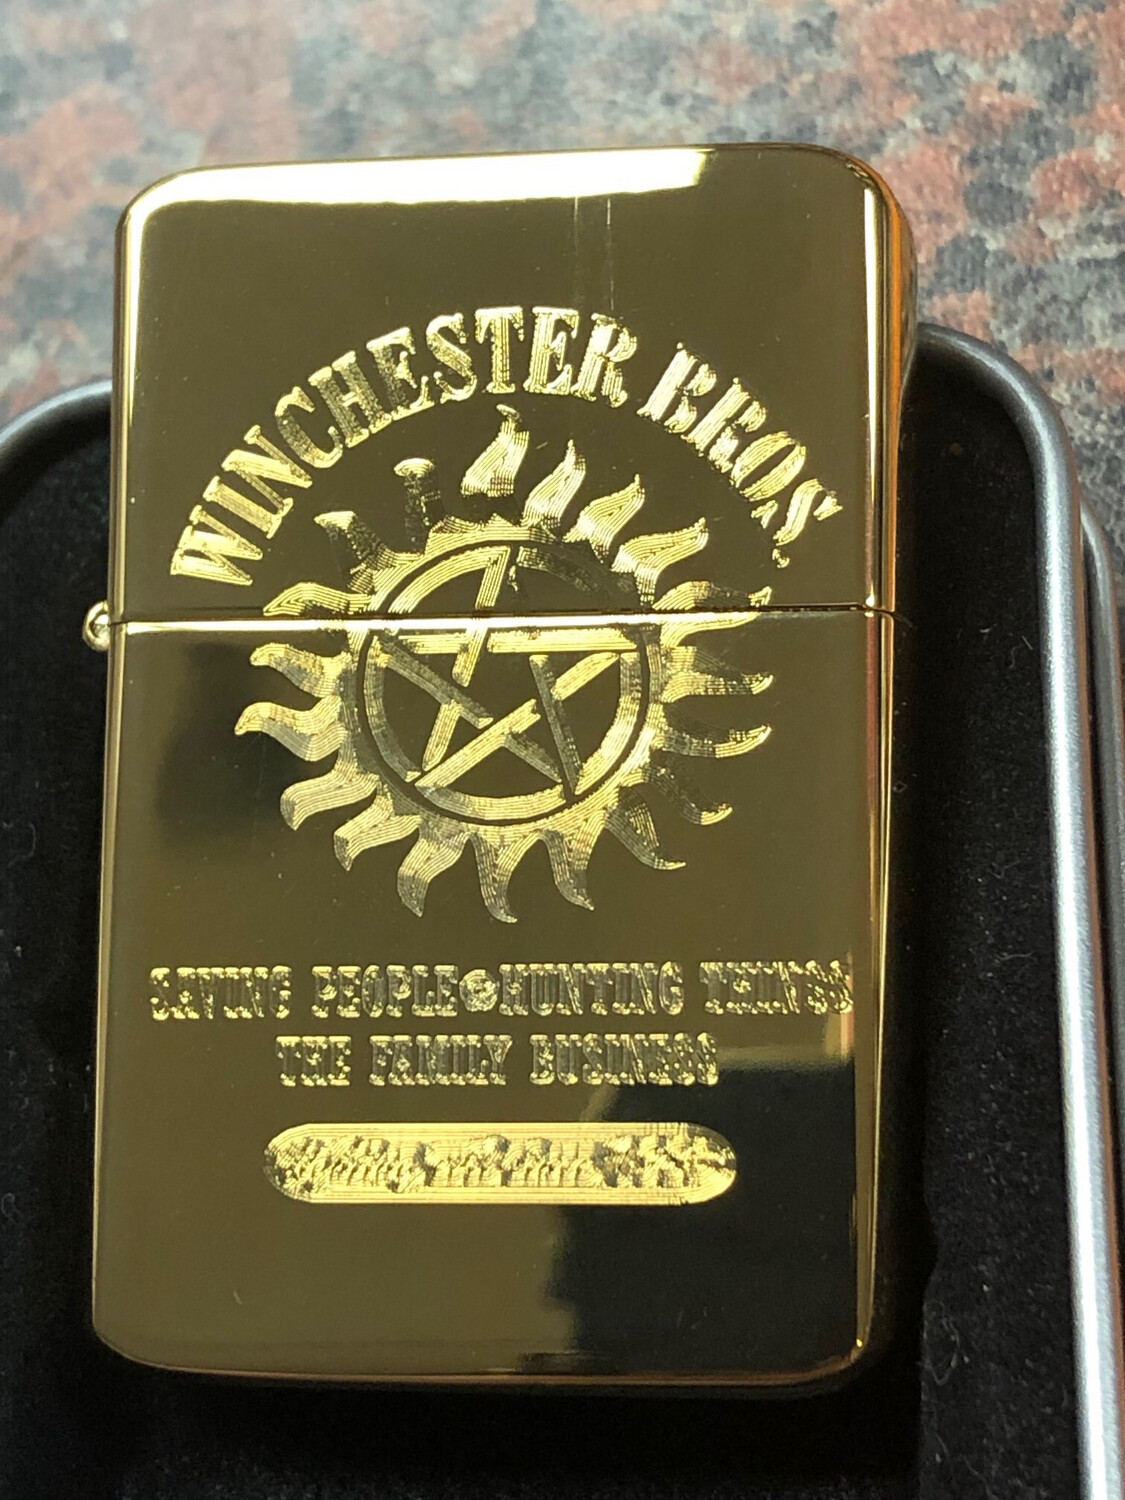 WINCHESTER BROS.
SAVING PEOPLE•HUNTING THINGS
THE FAMILY BUSINESS